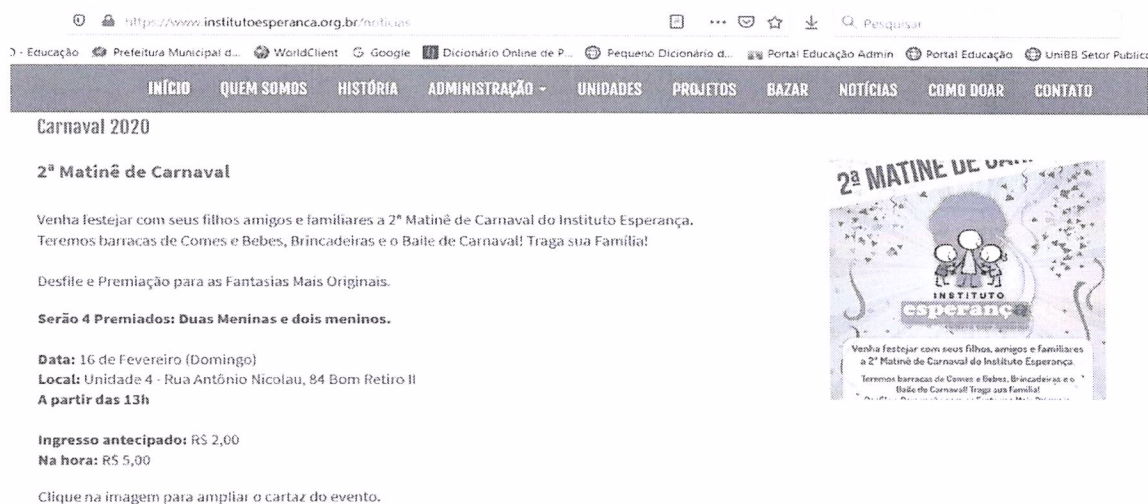 https://www.institutoesperanca.org.br/noticias
Pesquisar
- Educação Prefeitura Municipal d... WorldClient Google Dicionário Online de P... Pequeno Dicionário d... Portal Educação Admin Portal Educação UniBB Setor Publico
INÍCIO QUEM SOMOS HISTÓRIA ADMINISTRAÇÃO UNIDADES PROJETOS BAZAR NOTÍCIAS COMO DOAR CONTATO
Carnaval 2020
2ª Matinê de Carnaval
Venha festejar com seus filhos amigos e familiares a 2ª Matinê de Carnaval do Instituto Esperança.
Teremos barracas de Comes e Bebes, Brincadeiras e o Baile de Carnaval! Traga sua Família!
Desfile e Premiação para as Fantasias Mais Originais.
Serão 4 Premiados: Duas Meninas e dois meninos.
Data: 16 de Fevereiro (Domingo)
Local: Unidade 4 - Rua Antônio Nicolau, 84 Bom Retiro II
A partir das 13h
Ingresso antecipado: R$ 2,00
Na hora: R$ 5,00
Clique na imagem para ampliar o cartaz do evento.
2ª MATINE DE
INSTITUTO
esperança
Venha festejar com seus filhos, amigos e familiares
a 2ª Matinê de Carnaval do Instituto Esperança.
Teremos barracas de Comes e Bebes, Brincadeiras e o
Baile de Carnaval! Traga sua Família!